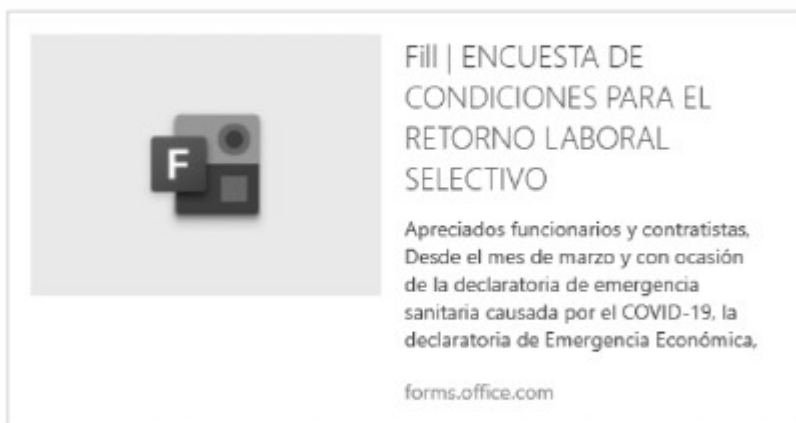 F
Fill | ENCUESTA DE
CONDICIONES PARA EL
RETORNO LABORAL
SELECTIVO
Apreciados funcionarios y contratistas,
Desde el mes de marzo y con ocasión
de la declaratoria de emergencia
sanitaria causada por el COVID-19, la
declaratoria de Emergencia Económica,
forms.office.com